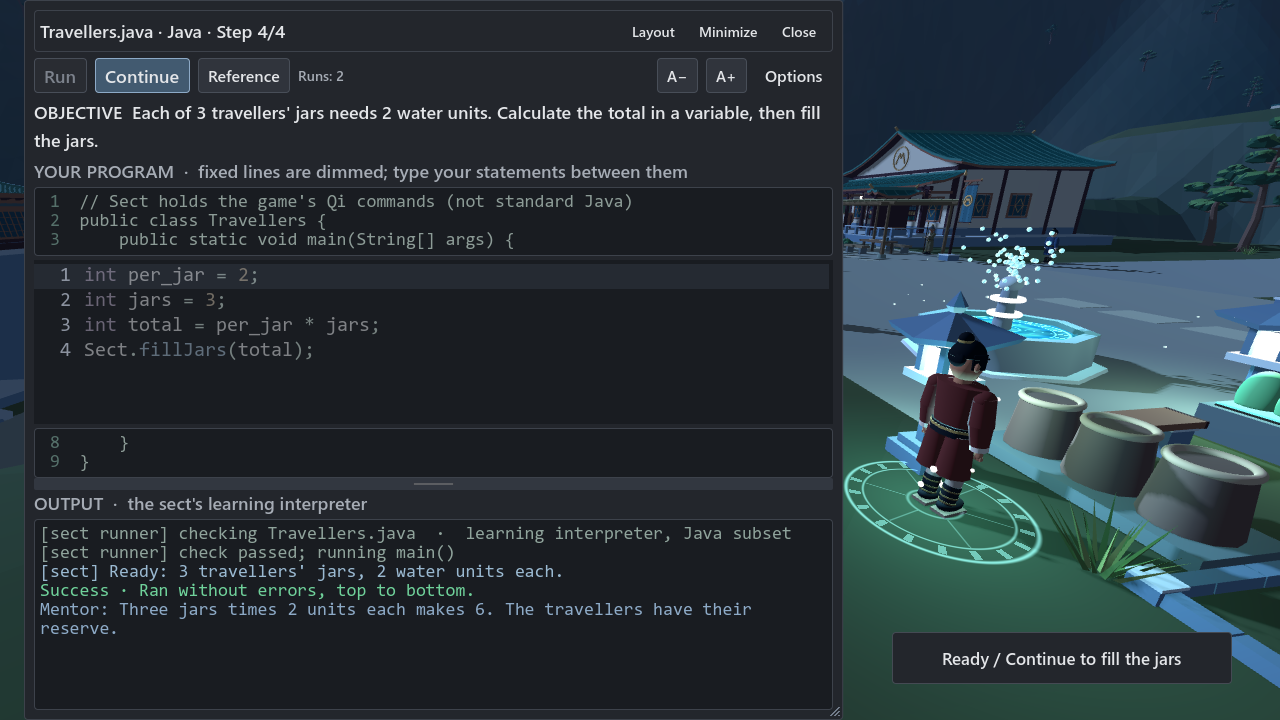 Travellers.java · Java · Step 4/4
Layout
Minimize
Close
Run
Continue
Reference
Runs: 2
A−
A+
Options
OBJECTIVE  Each of 3 travellers' jars needs 2 water units. Calculate the total in a variable, then fill
the jars.
YOUR PROGRAM  ·  fixed lines are dimmed; type your statements between them
1  // Sect holds the game's Qi commands (not standard Java)
2  public class Travellers {
3      public static void main(String[] args) {
1 int per_jar = 2;
2 int jars = 3;
3 int total = per_jar * jars;
4 Sect.fillJars(total);
8      }
9  }
OUTPUT  ·  the sect's learning interpreter
[sect runner] checking Travellers.java  ·  learning interpreter, Java subset
[sect runner] check passed; running main()
[sect] Ready: 3 travellers' jars, 2 water units each.
Success · Ran without errors, top to bottom.
Mentor: Three jars times 2 units each makes 6. The travellers have their
reserve.
Ready / Continue to fill the jars